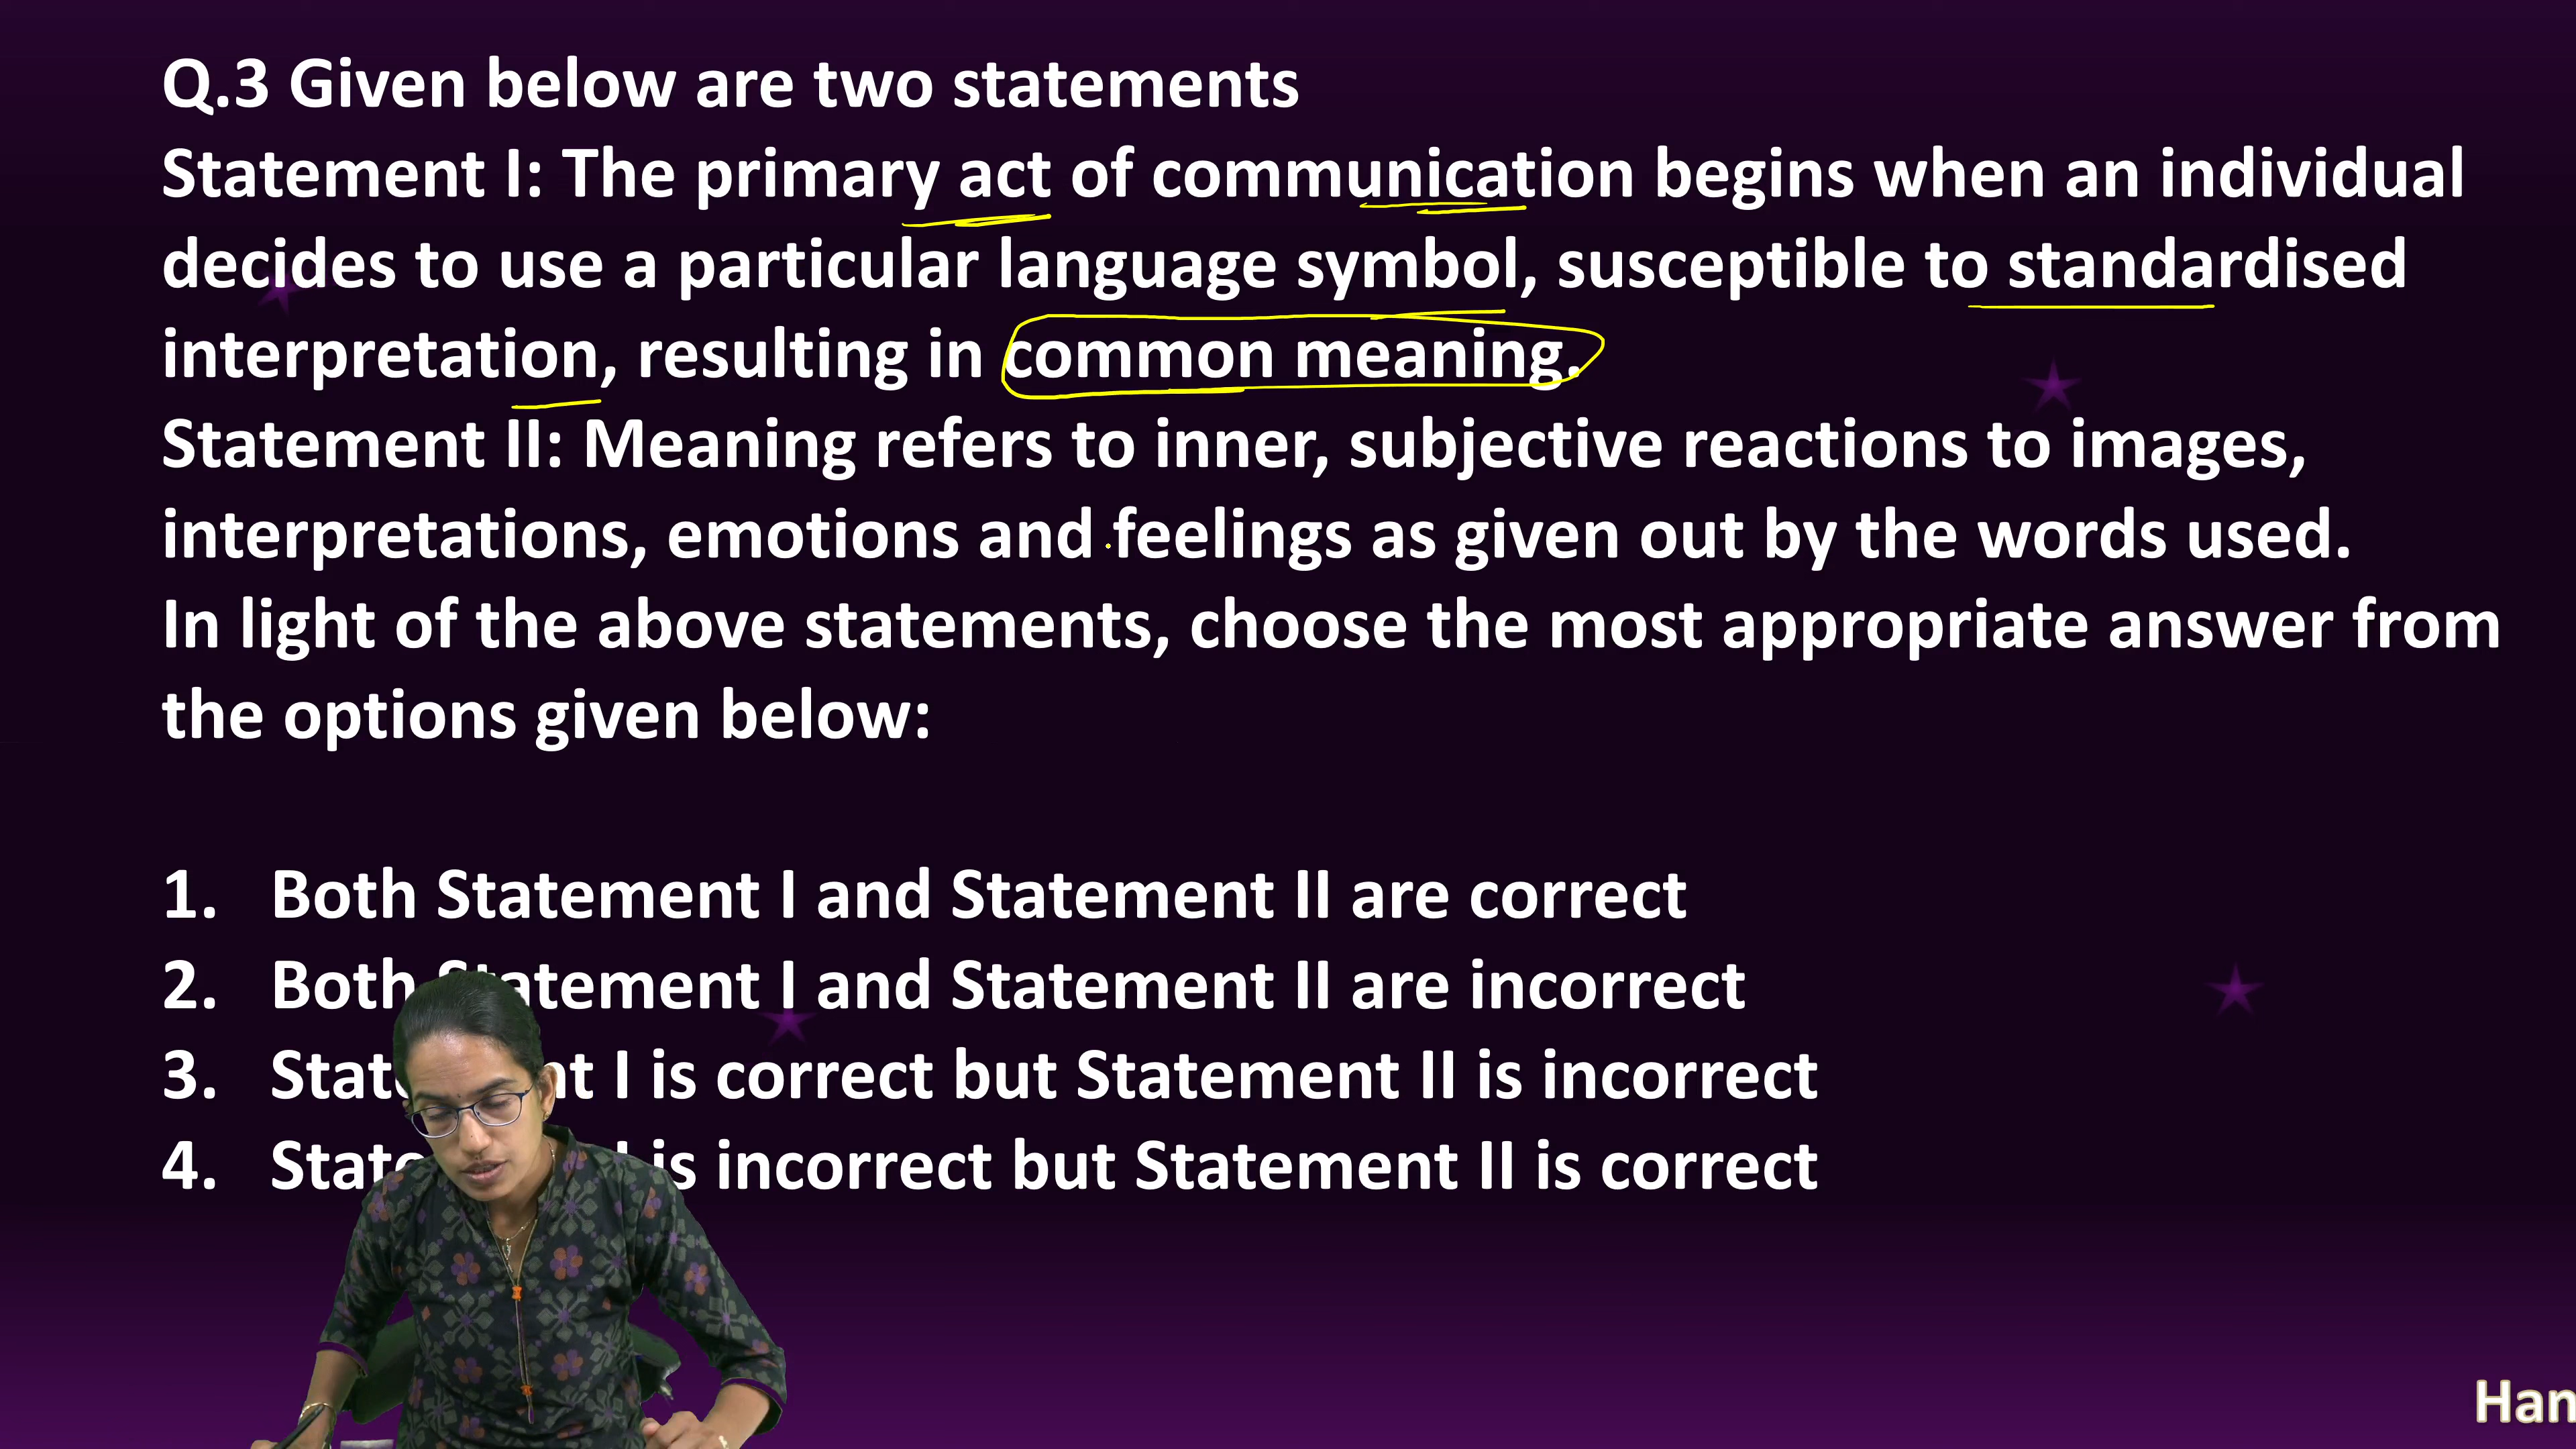 Q.3 Given below are two statements
Statement I: The primary act of communication begins when an individual
decides to use a particular language symbol, susceptible to standardised
interpretation, resulting in common meaning.
Statement II: Meaning refers to inner, subjective reactions to images,
interpretations, emotions and feelings as given out by the words used.
In light of the above statements, choose the most appropriate answer from
the options given below:
1. Both Statement I and Statement II are correct
2. Both Statement I and Statement II are incorrect
3. Statement I is correct but Statement II is incorrect
4. is incorrect but Statement II is correct
Han